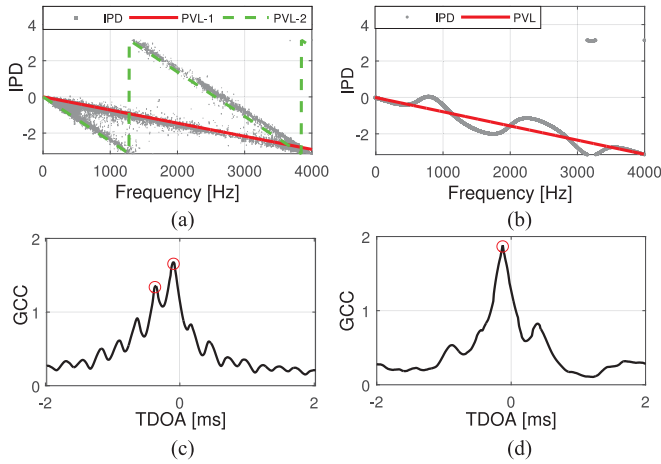 IPD PVL-1 PVL-2
IPD PVL
4
2
0
-2
IPD
0 1000 2000 3000 4000
Frequency [Hz]
(a)
4
2
0
-2
IPD
0 1000 2000 3000 4000
Frequency [Hz]
(b)
2
1
0
GCC
-2 0 2
TDOA [ms]
(c)
2
1
0
GCC
-2 0 2
TDOA [ms]
(d)